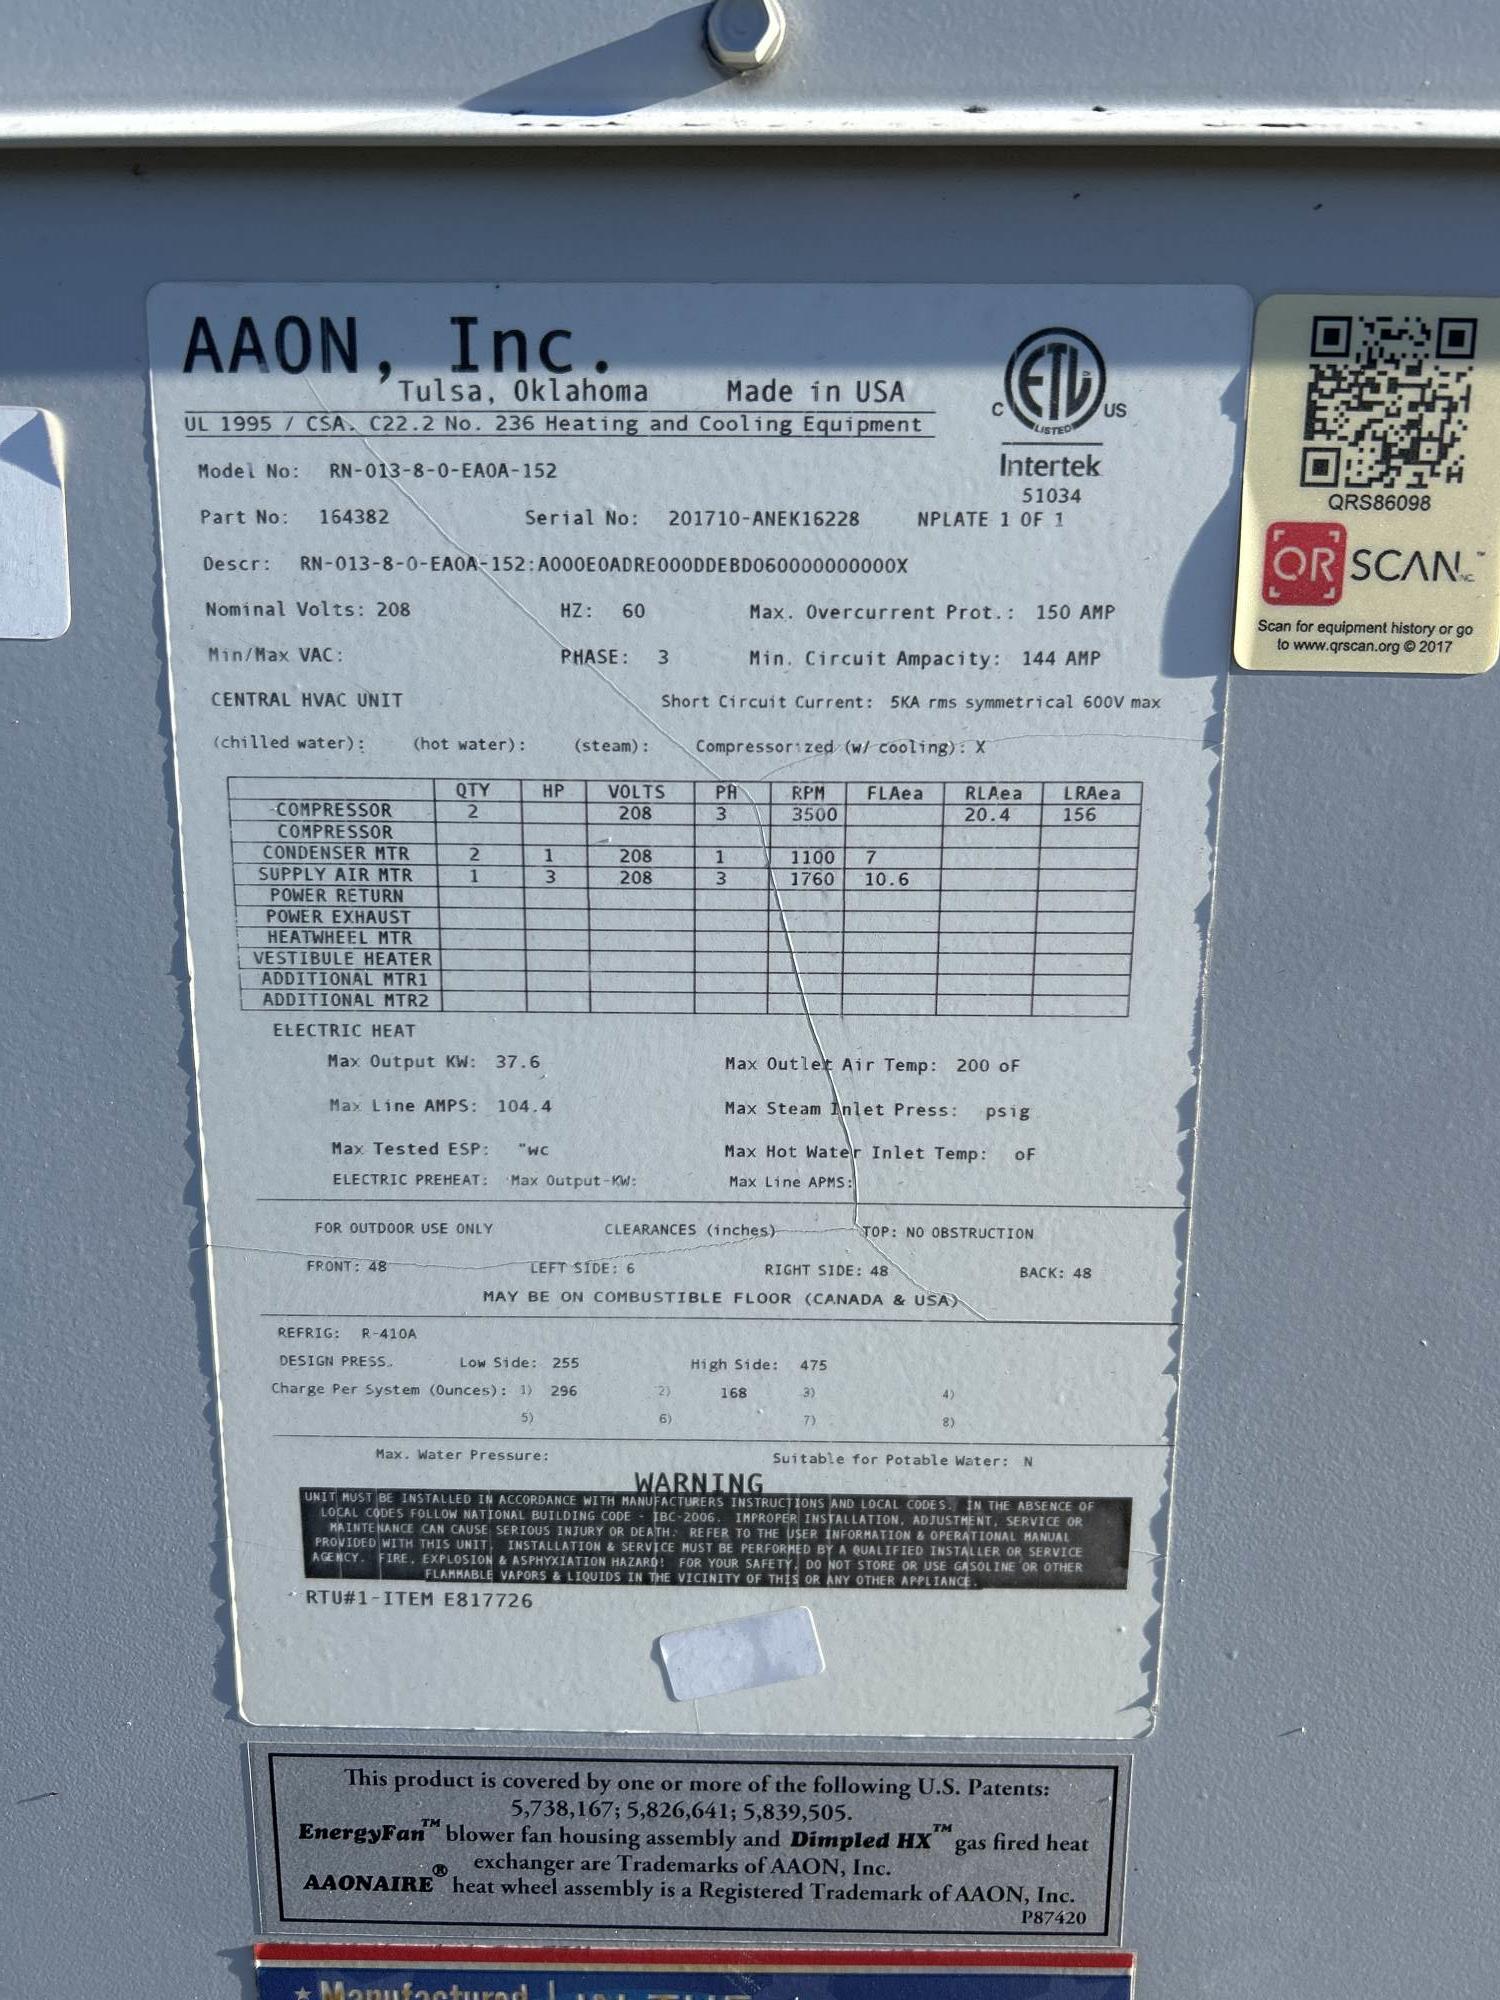 AAON, Inc.
Tulsa, Oklahoma Made in USA
UL 1995 / CSA. C22.2 No. 236 Heating and Cooling Equipment
C ETL US
LISTED
Intertek
51034
Model No: RN-013-8-0-EA0A-152
Part No: 164382 Serial No: 201710-ANEK16228 NPLATE 1 OF 1
Descr: RN-013-8-0-EA0A-152:A000E0ADRE000DDEBD060000000000X
Nominal Volts: 208 HZ: 60 Max. Overcurrent Prot.: 150 AMP
Min/Max VAC: PHASE: 3 Min. Circuit Ampacity: 144 AMP
CENTRAL HVAC UNIT Short Circuit Current: 5KA rms symmetrical 600V max
(chilled water): (hot water): (steam): Compressorized (w/ cooling): X
QTY HP VOLTS PH RPM FLAea RLAea LRAea
COMPRESSOR 2 208 3 3500 20.4 156
COMPRESSOR
CONDENSER MTR 2 1 208 1 1100 7
SUPPLY AIR MTR 1 3 208 3 1760 10.6
POWER RETURN
POWER EXHAUST
HEATWHEEL MTR
VESTIBULE HEATER
ADDITIONAL MTR1
ADDITIONAL MTR2
ELECTRIC HEAT
Max Output KW: 37.6 Max Outlet Air Temp: 200 oF
Max Line AMPS: 104.4 Max Steam Inlet Press: psig
Max Tested ESP: "wc Max Hot Water Inlet Temp: oF
ELECTRIC PREHEAT: Max Output-KW: Max Line APMS:
FOR OUTDOOR USE ONLY CLEARANCES (inches) TOP: NO OBSTRUCTION
FRONT: 48 LEFT SIDE: 6 RIGHT SIDE: 48 BACK: 48
MAY BE ON COMBUSTIBLE FLOOR (CANADA & USA)
REFRIG: R-410A
DESIGN PRESS. Low Side: 255 High Side: 475
Charge Per System (Ounces): 1) 296 2) 168 3) 4)
5) 6) 7) 8)
Max. Water Pressure: Suitable for Potable Water: N
WARNING
UNIT MUST BE INSTALLED IN ACCORDANCE WITH MANUFACTURERS INSTRUCTIONS AND LOCAL CODES. IN THE ABSENCE OF
LOCAL CODES FOLLOW NATIONAL BUILDING CODE - IBC-2006. IMPROPER INSTALLATION, ADJUSTMENT, SERVICE OR
MAINTENANCE CAN CAUSE SERIOUS INJURY OR DEATH. REFER TO THE USER INFORMATION & OPERATIONAL MANUAL
PROVIDED WITH THIS UNIT. INSTALLATION & SERVICE MUST BE PERFORMED BY A QUALIFIED INSTALLER OR SERVICE
AGENCY. FIRE, EXPLOSION & ASPHYXIATION HAZARD! FOR YOUR SAFETY, DO NOT STORE OR USE GASOLINE OR OTHER
FLAMMABLE VAPORS & LIQUIDS IN THE VICINITY OF THIS OR ANY OTHER APPLIANCE.
RTU#1-ITEM E817726
QRS86098
QR SCAN INC. ™
Scan for equipment history or go
to www.qrscan.org © 2017
This product is covered by one or more of the following U.S. Patents:
5,738,167; 5,826,641; 5,839,505.
EnergyFan™ blower fan housing assembly and Dimpled HX™ gas fired heat
exchanger are Trademarks of AAON, Inc.
AAONAIRE® heat wheel assembly is a Registered Trademark of AAON, Inc.
P87420
Manufactured IN THE